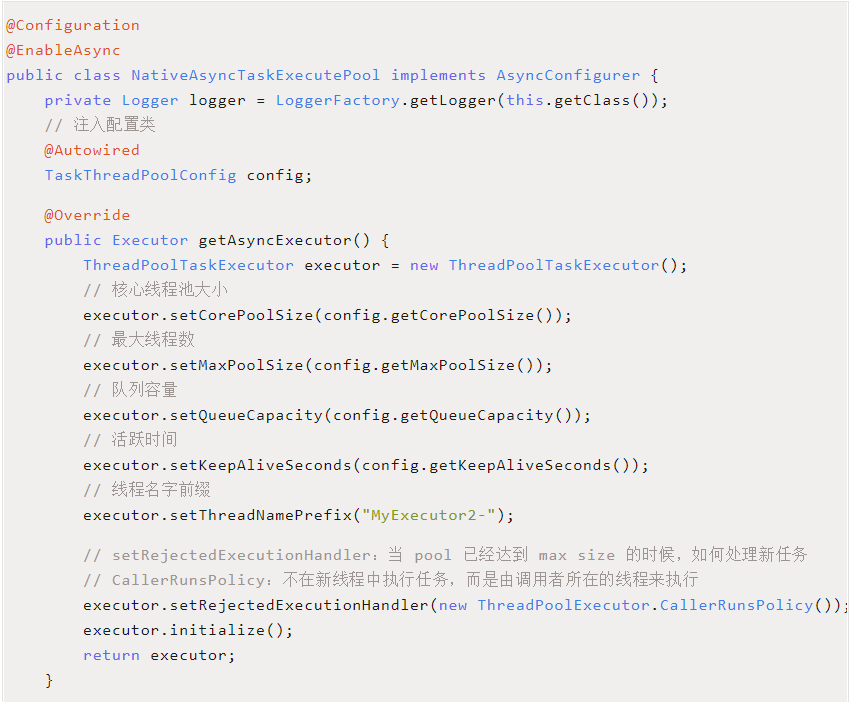 @Configuration
@EnableAsync
public class NativeAsyncTaskExecutePool implements AsyncConfigurer {
    private Logger logger = LoggerFactory.getLogger(this.getClass());
    // 注入配置类
    @Autowired
    TaskThreadPoolConfig config;
    @Override
    public Executor getAsyncExecutor() {
        ThreadPoolTaskExecutor executor = new ThreadPoolTaskExecutor();
        // 核心线程池大小
        executor.setCorePoolSize(config.getCorePoolSize());
        // 最大线程数
        executor.setMaxPoolSize(config.getMaxPoolSize());
        // 队列容量
        executor.setQueueCapacity(config.getQueueCapacity());
        // 活跃时间
        executor.setKeepAliveSeconds(config.getKeepAliveSeconds());
        // 线程名字前缀
        executor.setThreadNamePrefix("MyExecutor2-");
        // setRejectedExecutionHandler：当 pool 已经达到 max size 的时候，如何处理新任务
        // CallerRunsPolicy：不在新线程中执行任务，而是由调用者所在的线程来执行
        executor.setRejectedExecutionHandler(new ThreadPoolExecutor.CallerRunsPolicy());
        executor.initialize();
        return executor;
    }